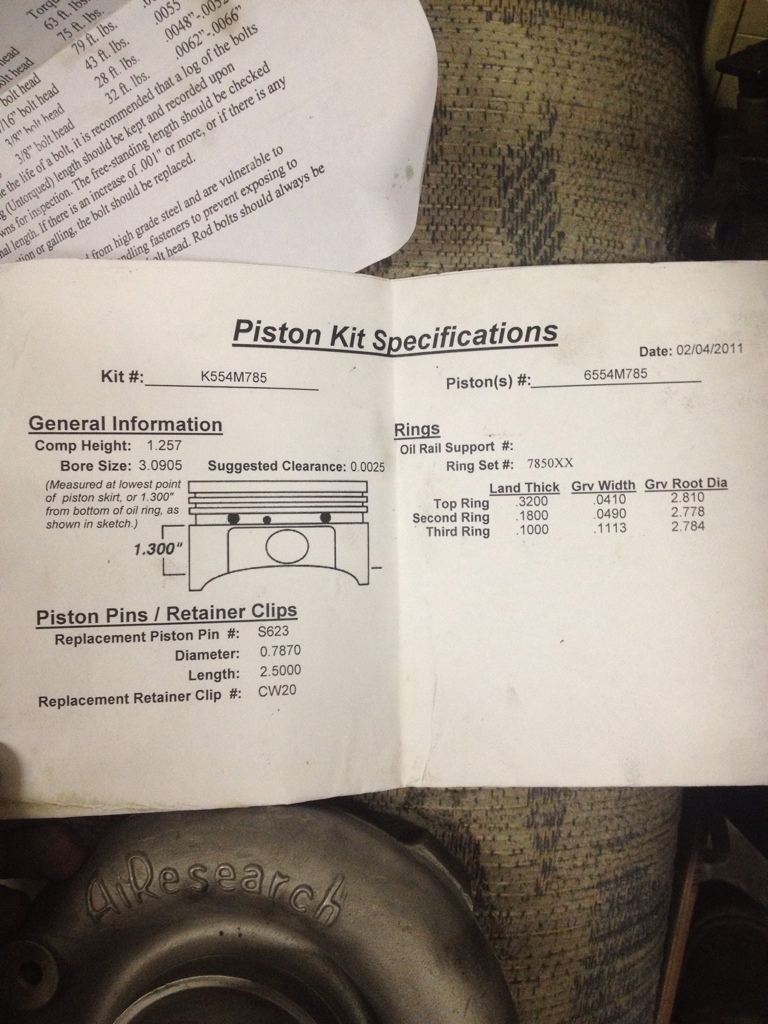 Torque
63 ft. lbs.
75 ft. lbs. .0055
bolt head 79 ft. lbs. .0048"-.0052
bolt head 43 ft. lbs. .0062"-.0066"
3/8" bolt head 28 ft. lbs.
3/8" bolt head 32 ft. lbs.
the life of a bolt, it is recommended that a log of the bolts
(Untorqued) length should be kept and recorded upon
for inspection. The free-standing length should be checked
length. If there is an increase of .001" or more, or if there is any
or galling, the bolt should be replaced.
from high grade steel and are vulnerable to
fasteners to prevent exposing to
head. Rod bolts should always be
Piston Kit Specifications
Date: 02/04/2011
Kit #: K554M785
Piston(s) #: 6554M785
General Information
Comp Height: 1.257
Bore Size: 3.0905 Suggested Clearance: 0.0025
(Measured at lowest point
of piston skirt, or 1.300"
from bottom of oil ring, as
shown in sketch.)
1.300"
Piston Pins / Retainer Clips
Replacement Piston Pin #: S623
Diameter: 0.7870
Length: 2.5000
Replacement Retainer Clip #: CW20
Rings
Oil Rail Support #:
Ring Set #: 7850XX
Land Thick Grv Width Grv Root Dia
Top Ring .3200 .0410 2.810
Second Ring .1800 .0490 2.778
Third Ring .1000 .1113 2.784
AiResearch